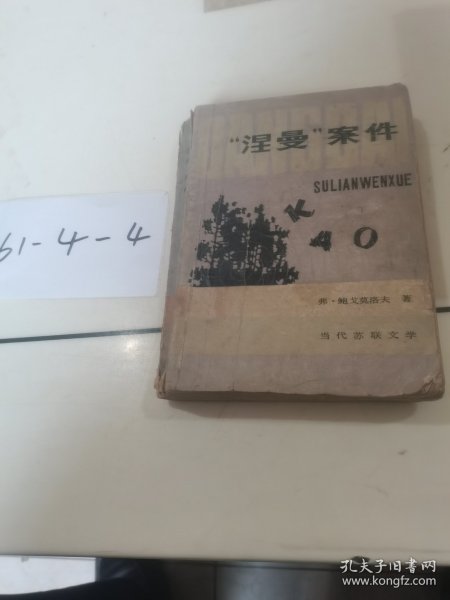 “涅曼”案件
SULIANWENXUE
K
A
O
弗·鲍戈莫洛夫 著
当代苏联文学
61-4-4
孔夫子旧书网
www.kongfz.com